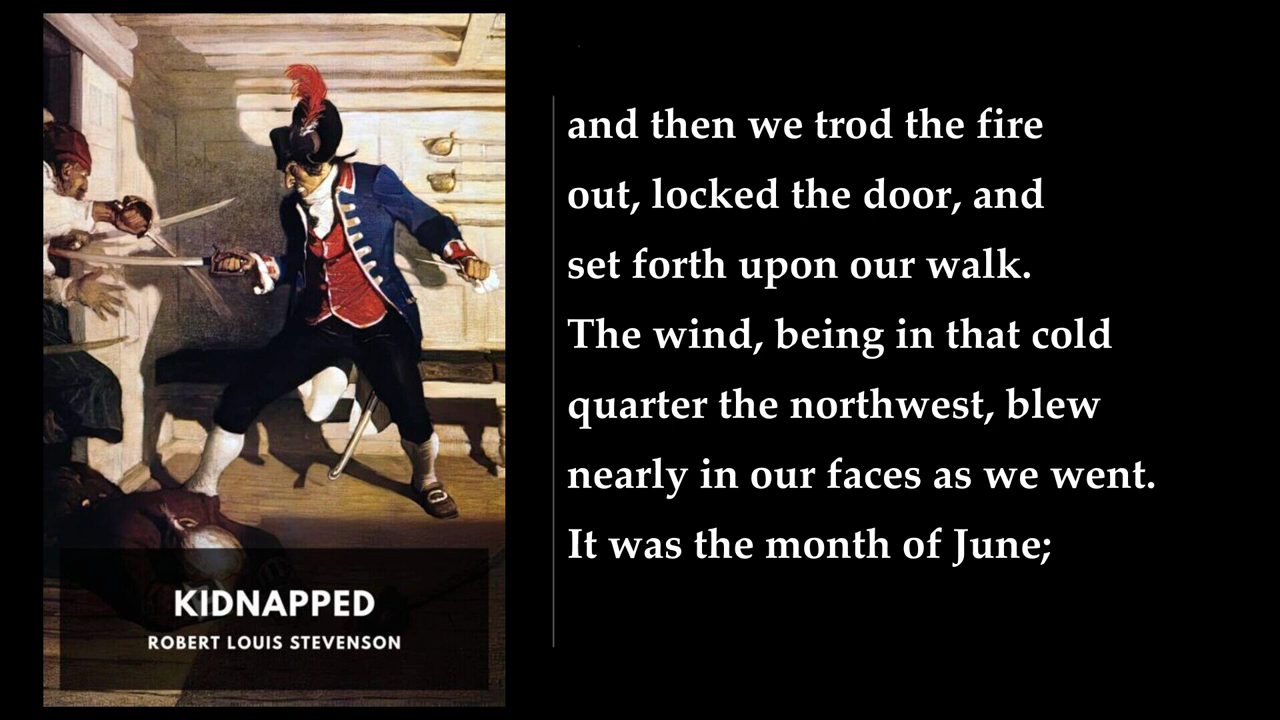 KIDNAPPED
ROBERT LOUIS STEVENSON
and then we trod the fire
out, locked the door, and
set forth upon our walk.
The wind, being in that cold
quarter the northwest, blew
nearly in our faces as we went.
It was the month of June;